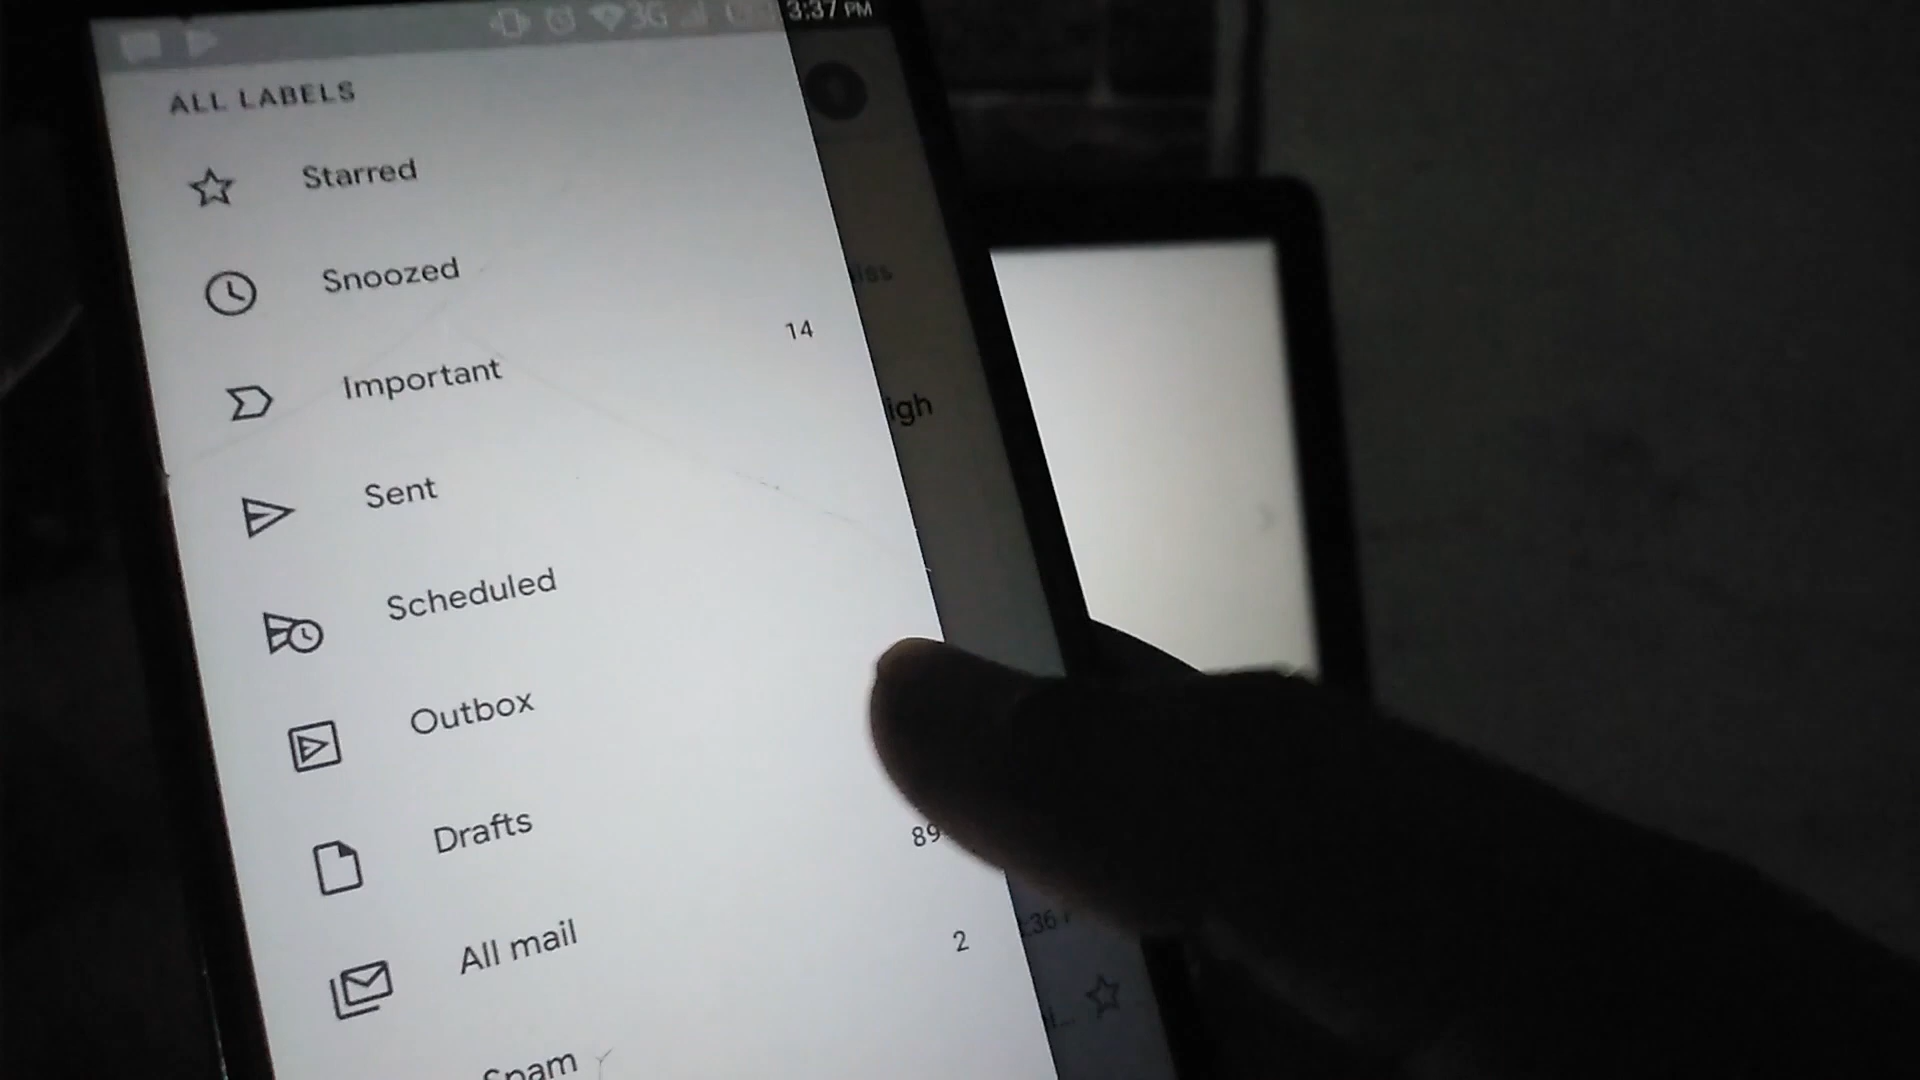 3G 3:37 PM
ALL LABELS
Starred
Snoozed
Important 14
Sent
Scheduled
Outbox
Drafts 89
All mail 2
Spam
igh